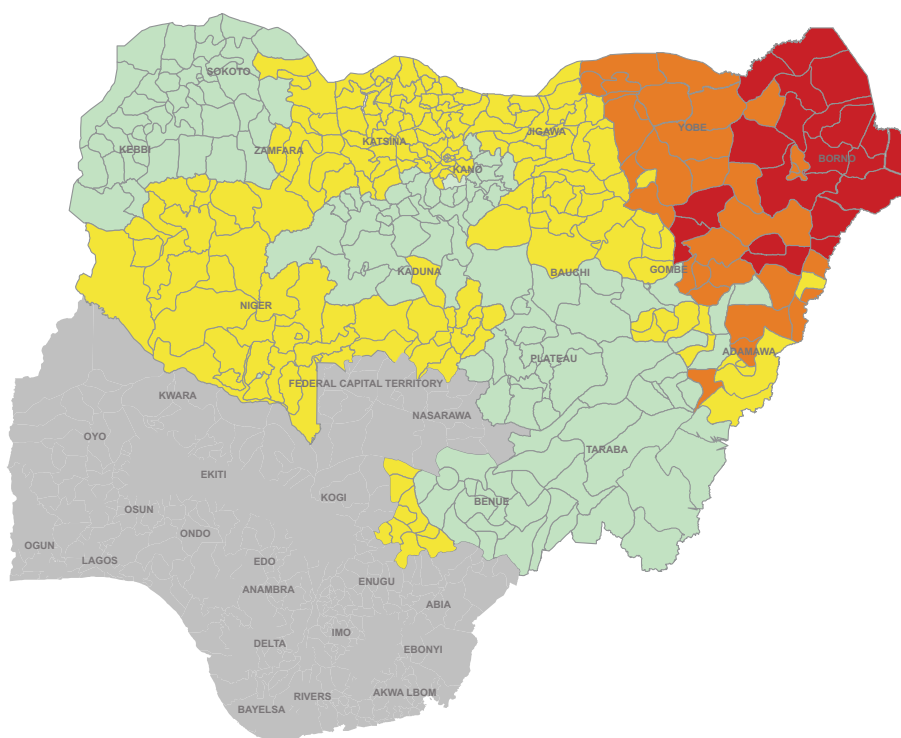 SOKOTO
YOBE
JIGAWA
KATSINA
KEBBI
ZAMFARA
BORNO
KANO
KADUNA
BAUCHI
GOMBE
NIGER
ADAMAWA
PLATEAU
FEDERAL CAPITAL TERRITORY
KWARA
NASARAWA
OYO
TARABA
EKITI
KOGI
BENUE
OSUN
ONDO
OGUN
LAGOS
EDO
ENUGU
ANAMBRA
ABIA
IMO
DELTA
EBONYI
AKWA LBOM
RIVERS
BAYELSA